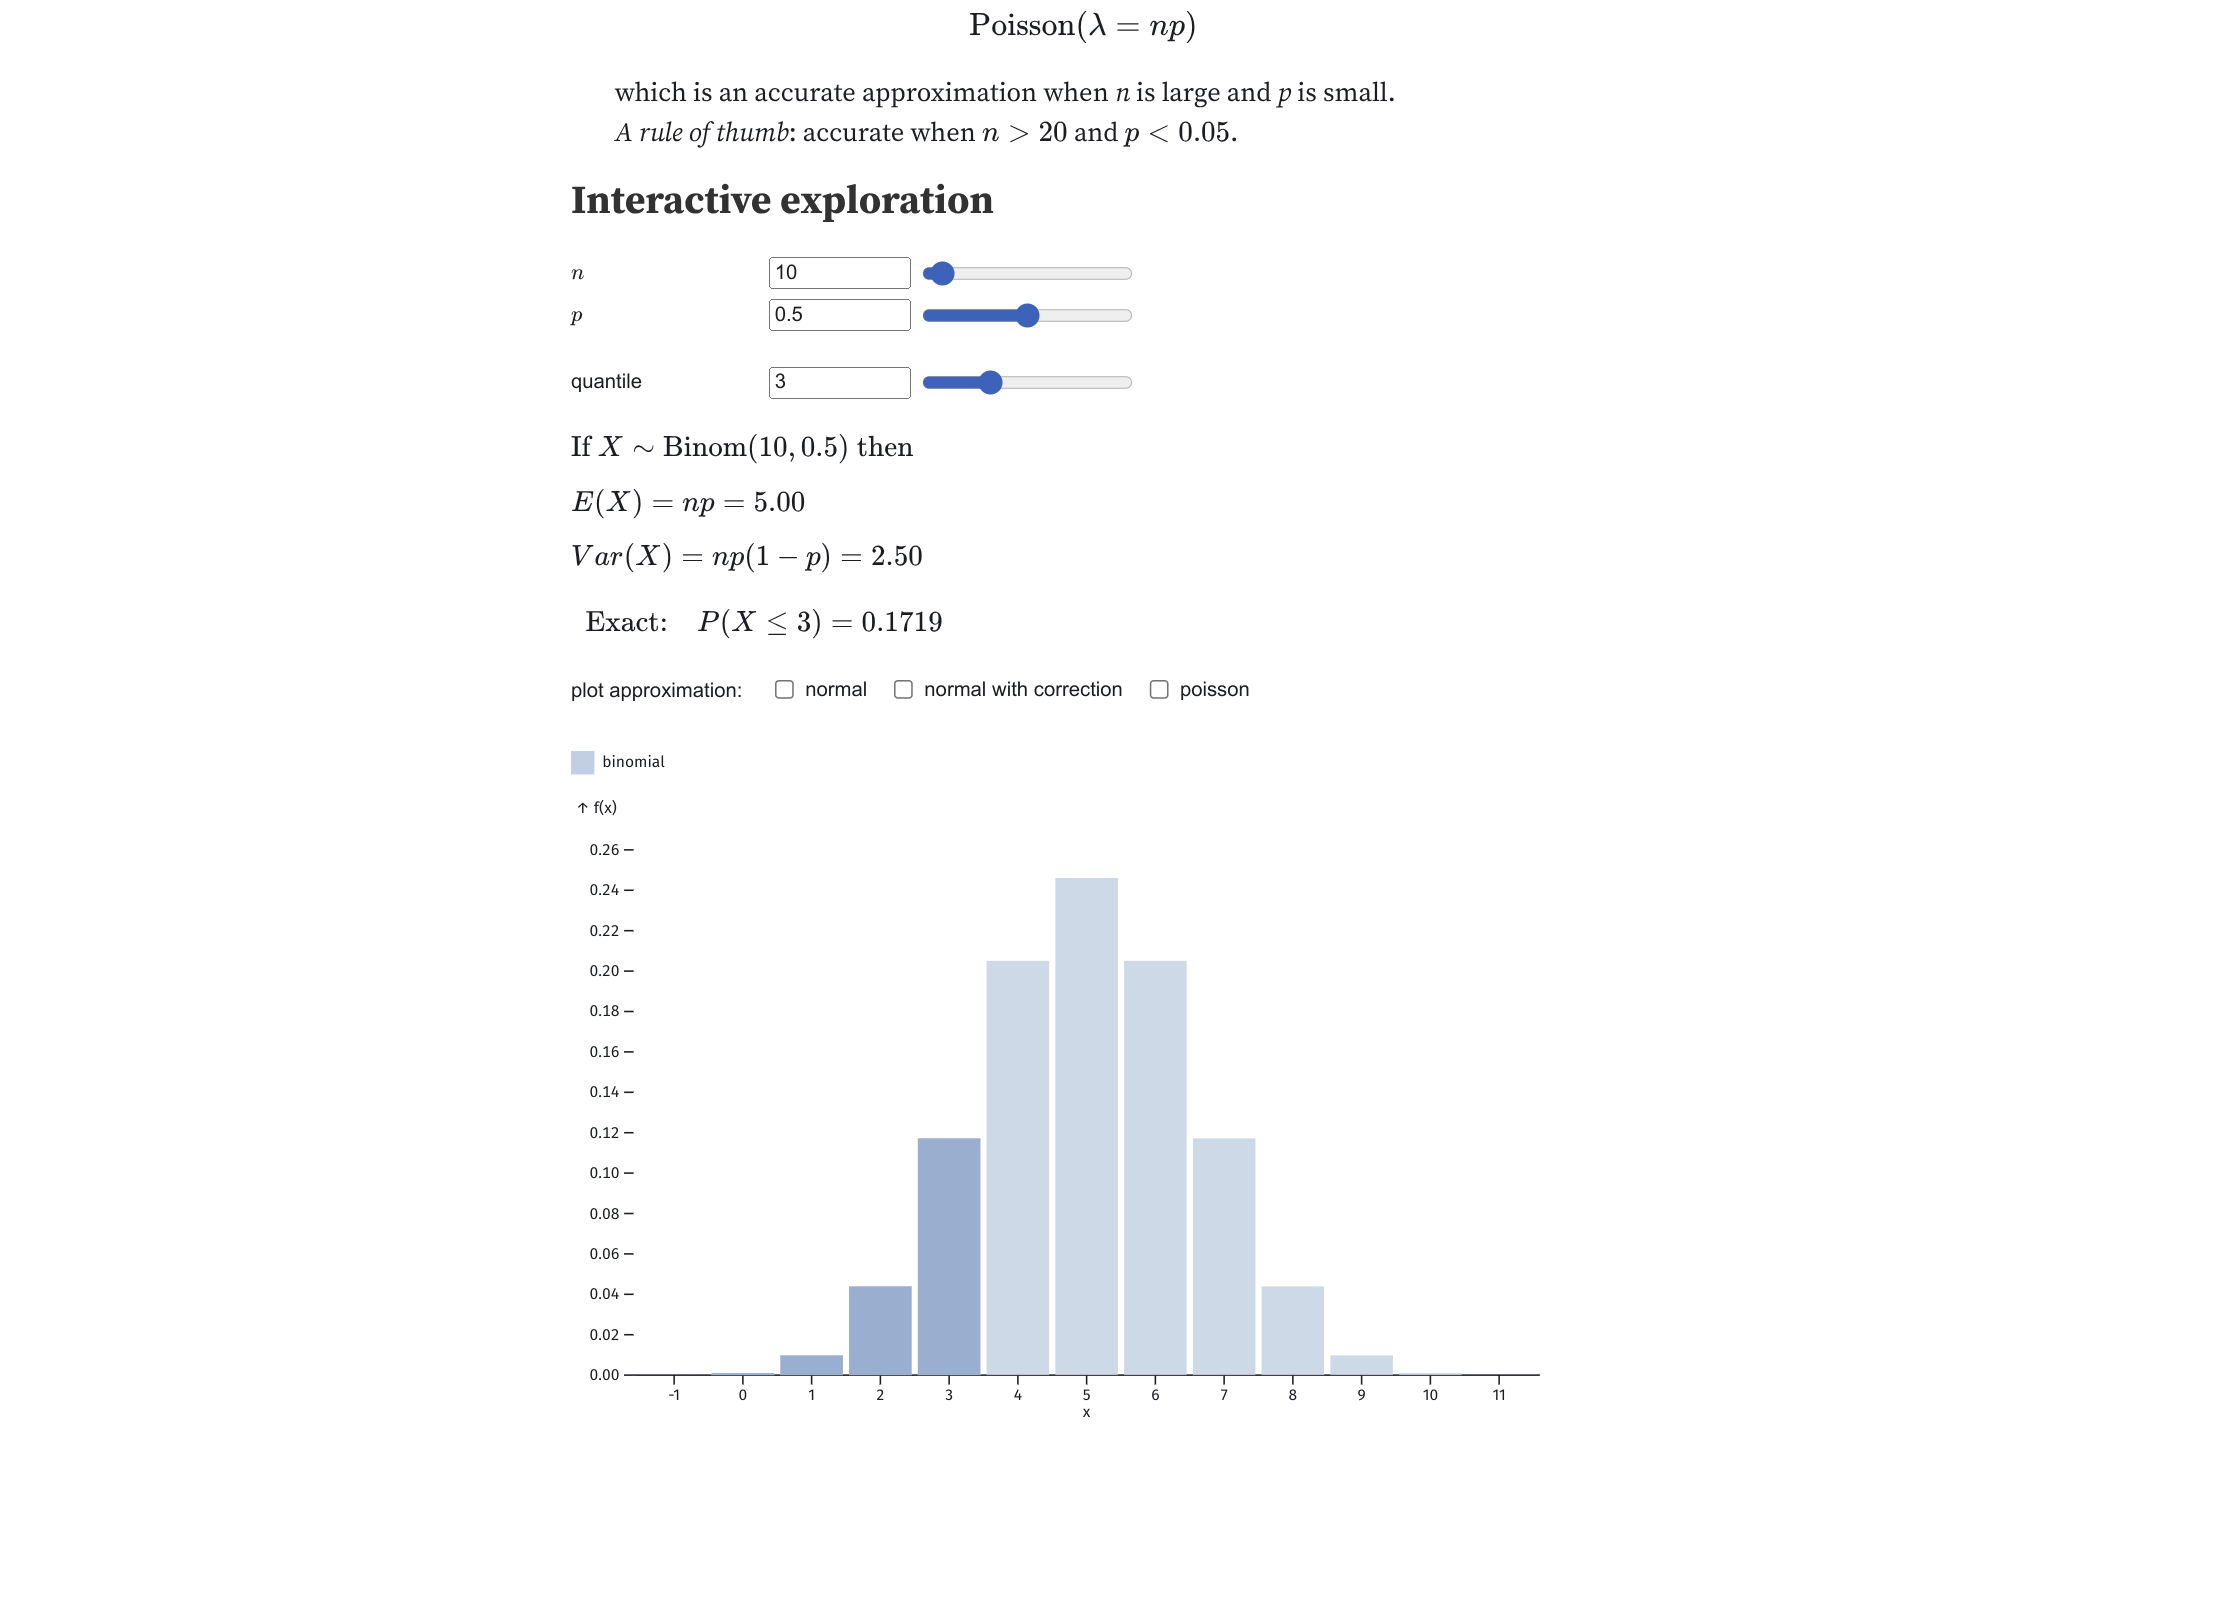 Poisson(λ = np)
which is an accurate approximation when n is large and p is small.
A rule of thumb: accurate when n > 20 and p < 0.05.
Interactive exploration
n 10
p 0.5
quantile 3
If X ∼ Binom(10, 0.5) then
E(X) = np = 5.00
Var(X) = np(1 − p) = 2.50
Exact: P(X ≤ 3) = 0.1719
plot approximation: normal normal with correction poisson
binomial
↑ f(x)
0.26
0.24
0.22
0.20
0.18
0.16
0.14
0.12
0.10
0.08
0.06
0.04
0.02
0.00
-1 0 1 2 3 4 5 6 7 8 9 10 11
x